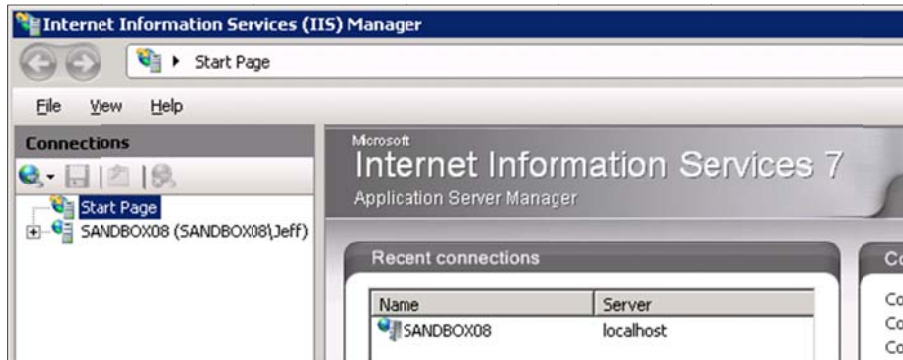 Internet Information Services (IIS) Manager
Start Page
File View Help
Connections
Start Page
SANDBOX08 (SANDBOX08\Jeff)
Microsoft
Internet Information Services 7
Application Server Manager
Recent connections
Name Server
SANDBOX08 localhost
Co
Co
Co
Co